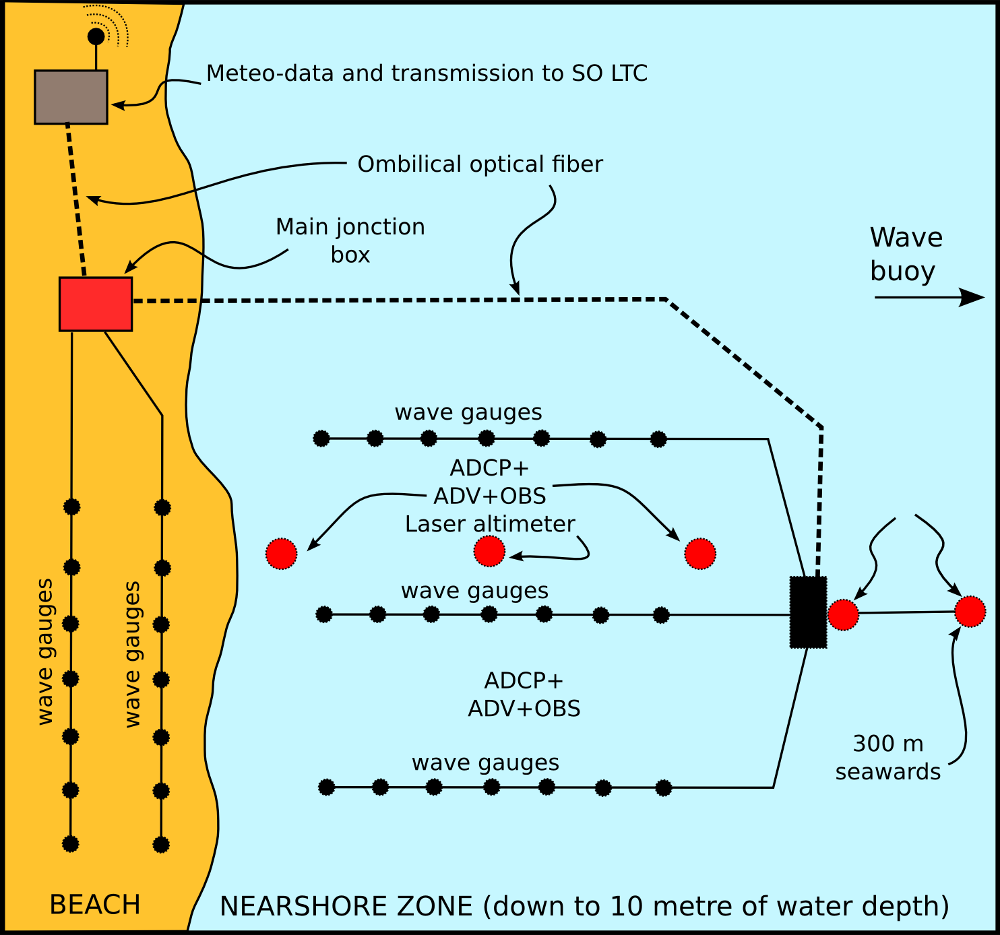 Meteo-data and transmission to SO LTC
Ombilical optical fiber
Main jonction
box
Wave
buoy
wave gauges
ADCP+
ADV+OBS
Laser altimeter
wave gauges
wave gauges
wave gauges
ADCP+
ADV+OBS
300 m
seawards
wave gauges
BEACH
NEARSHORE ZONE (down to 10 metre of water depth)